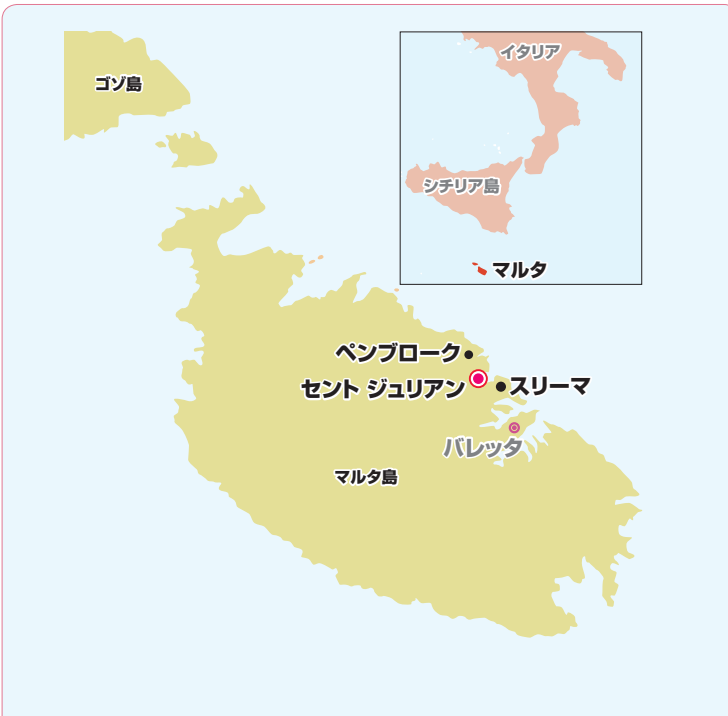 イタリア
ゴゾ島
シチリア島
マルタ
ペンブローク
セント ジュリアン
スリーマ
バレッタ
マルタ島